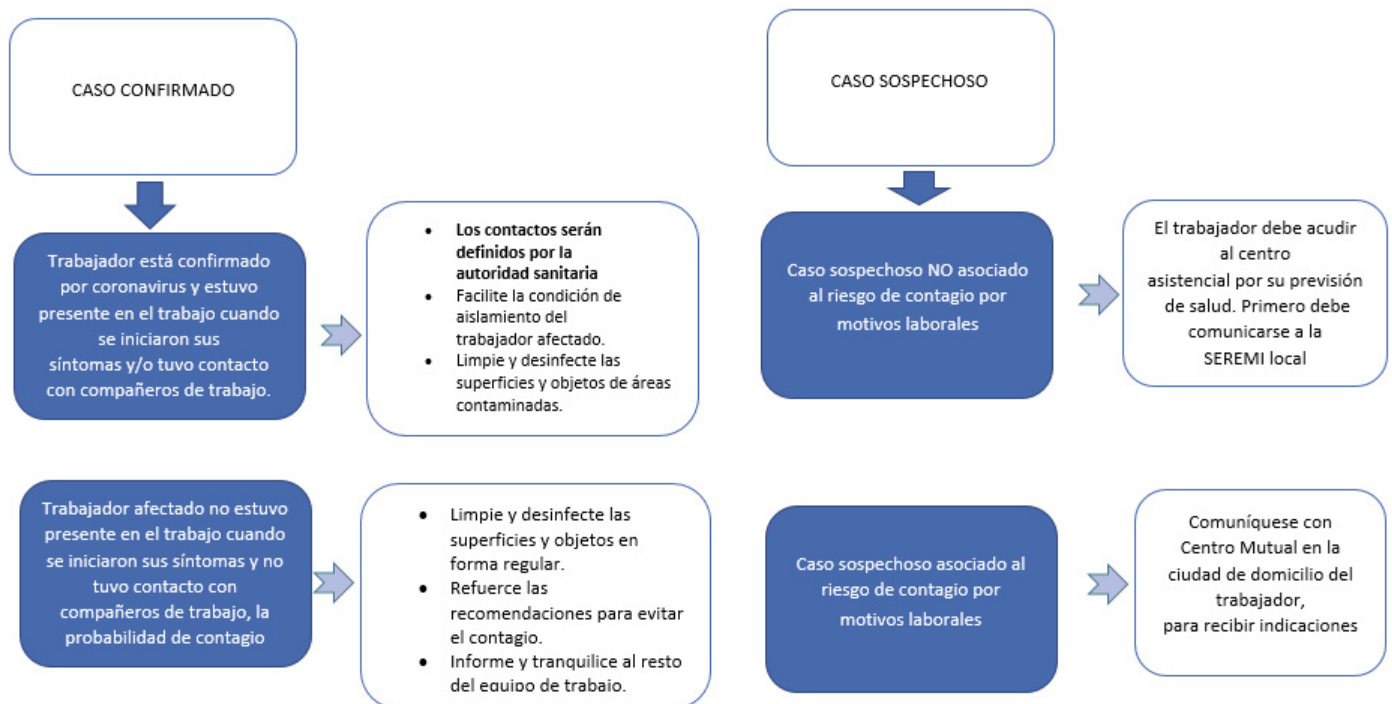 CASO CONFIRMADO
Trabajador está confirmado
por coronavirus y estuvo
presente en el trabajo cuando
se iniciaron sus
síntomas y/o tuvo contacto
con compañeros de trabajo.
• Los contactos serán
definidos por la
autoridad sanitaria
• Facilite la condición de
aislamiento del
trabajador afectado.
• Limpie y desinfecte las
superficies y objetos de áreas
contaminadas.
Trabajador afectado no estuvo
presente en el trabajo cuando
se iniciaron sus síntomas y no
tuvo contacto con
compañeros de trabajo, la
probabilidad de contagio
• Limpie y desinfecte las
superficies y objetos en
forma regular.
• Refuerce las
recomendaciones para evitar
el contagio.
• Informe y tranquilice al resto
del equipo de trabajo.
CASO SOSPECHOSO
Caso sospechoso NO asociado
al riesgo de contagio por
motivos laborales
El trabajador debe acudir
al centro
asistencial por su previsión
de salud. Primero debe
comunicarse a la
SEREMI local
Caso sospechoso asociado al
riesgo de contagio por
motivos laborales
Comuníquese con
Centro Mutual en la
ciudad de domicilio del
trabajador,
para recibir indicaciones